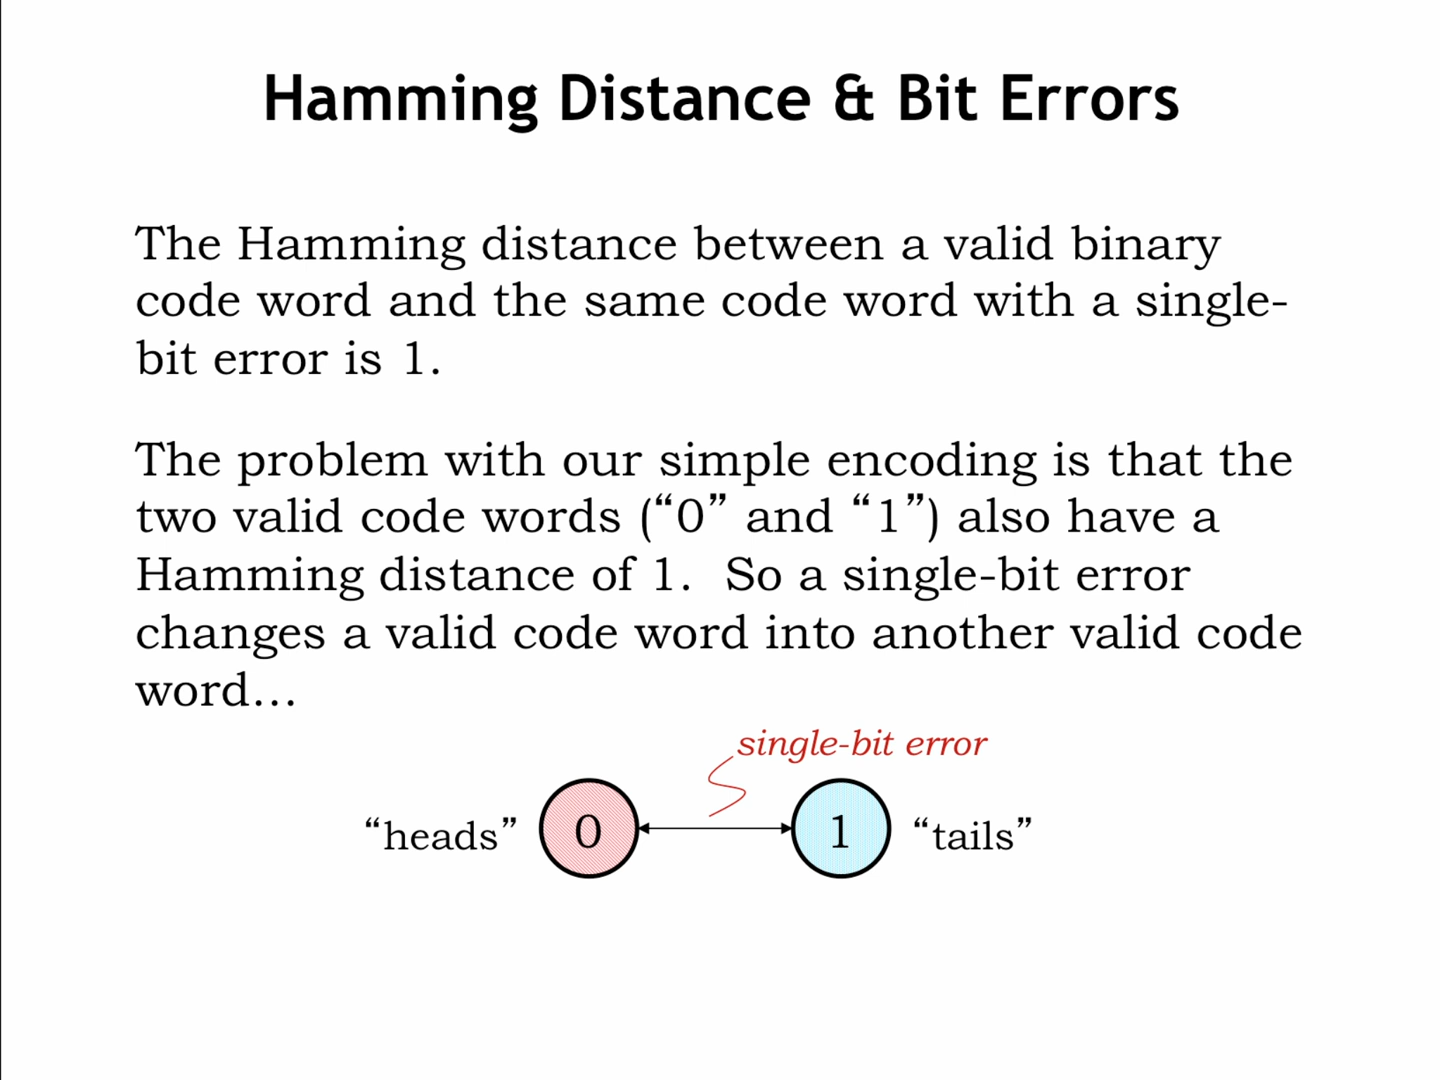 Hamming Distance & Bit Errors
The Hamming distance between a valid binary
code word and the same code word with a single-
bit error is 1.
The problem with our simple encoding is that the
two valid code words (“0” and “1”) also have a
Hamming distance of 1.  So a single-bit error
changes a valid code word into another valid code
word…
single-bit error
“heads” 0 1 “tails”